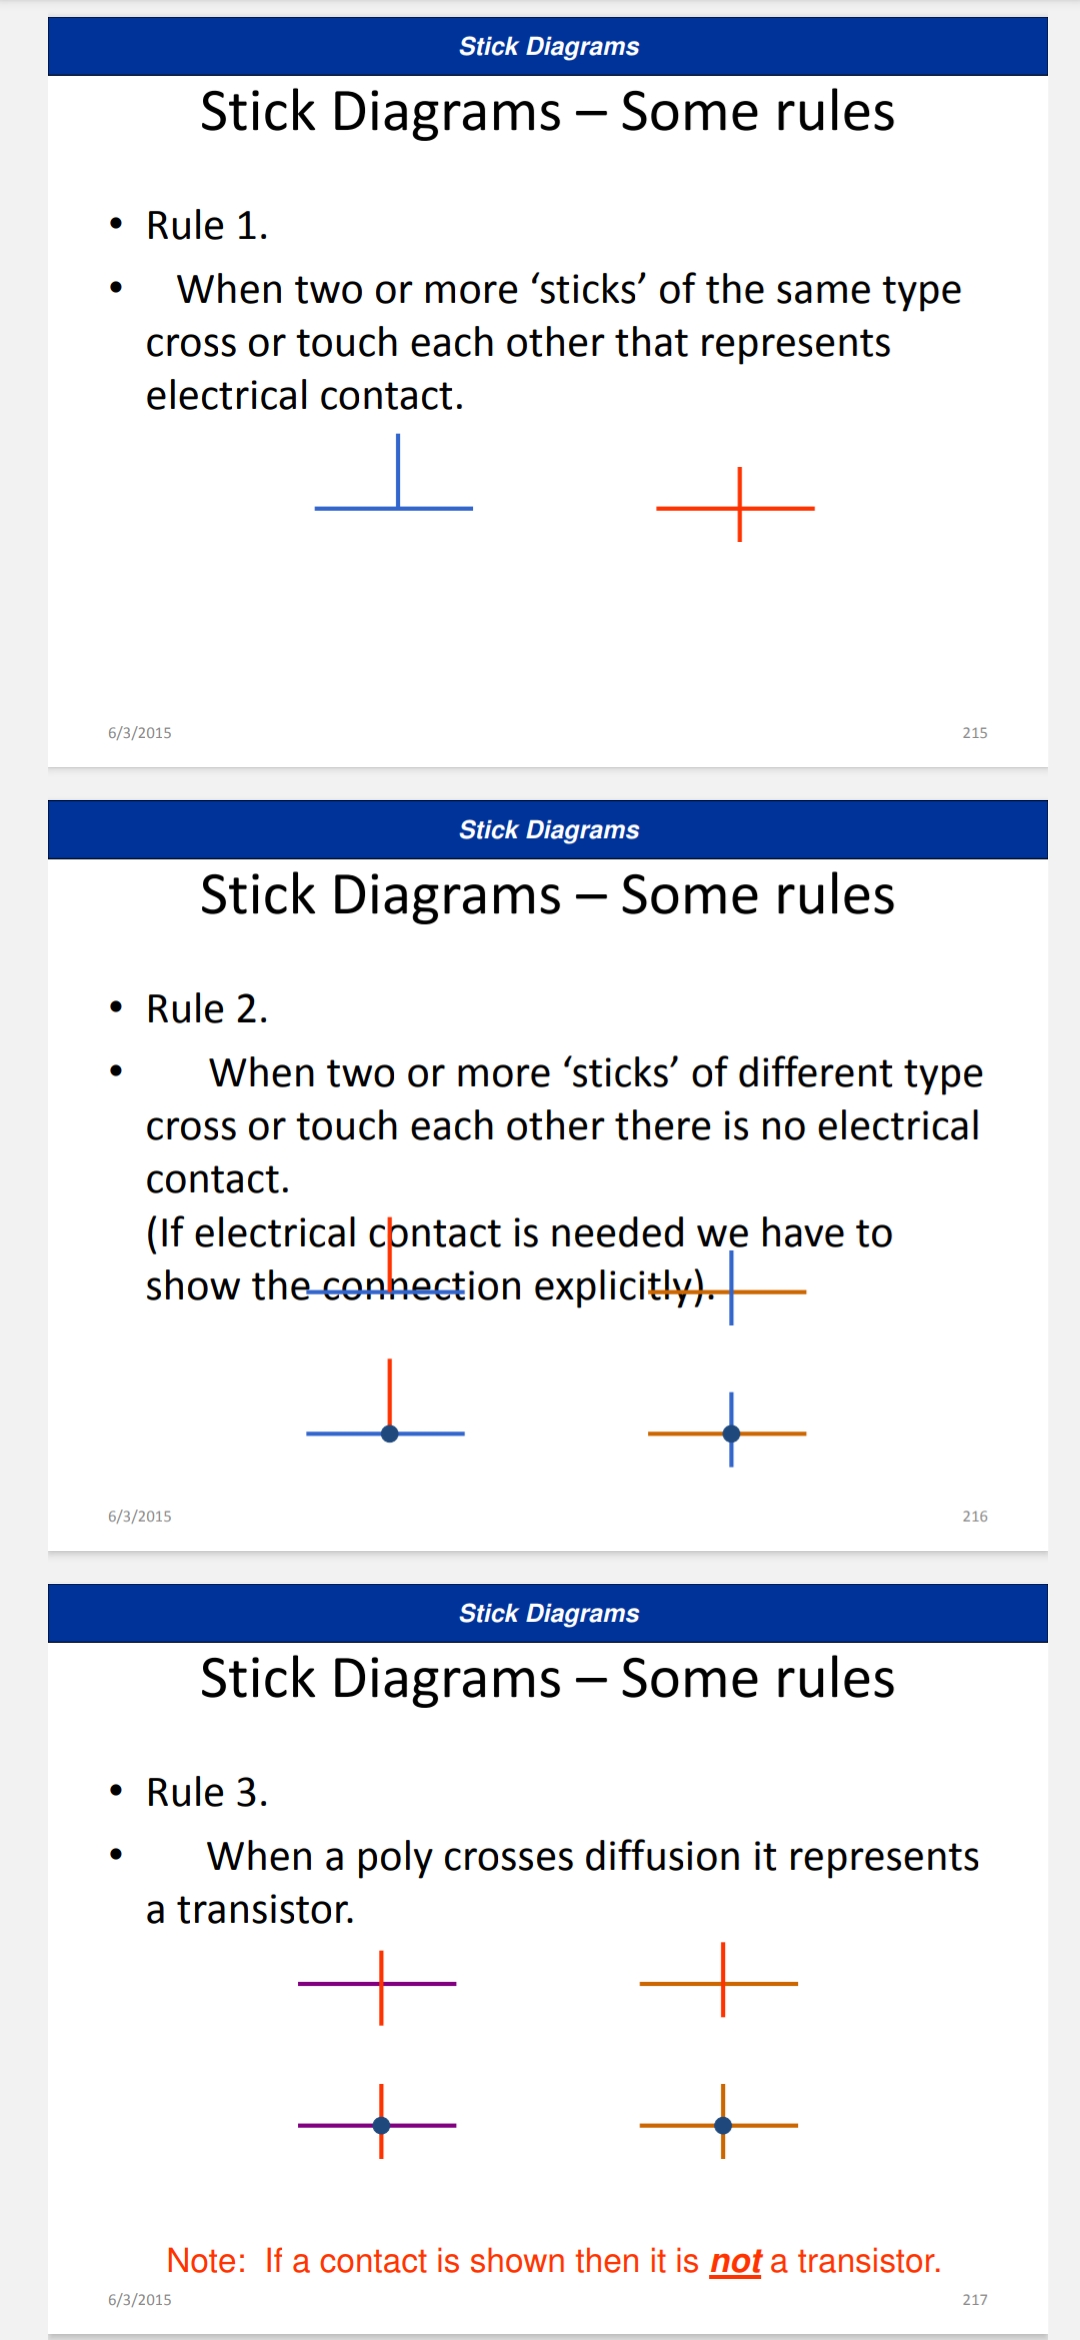 Stick Diagrams
Stick Diagrams – Some rules
• Rule 1.
• When two or more ‘sticks’ of the same type
cross or touch each other that represents
electrical contact.
6/3/2015
215
Stick Diagrams
Stick Diagrams – Some rules
• Rule 2.
• When two or more ‘sticks’ of different type
cross or touch each other there is no electrical
contact.
(If electrical contact is needed we have to
show the connection explicitly).
6/3/2015
216
Stick Diagrams
Stick Diagrams – Some rules
• Rule 3.
• When a poly crosses diffusion it represents
a transistor.
Note: If a contact is shown then it is not a transistor.
6/3/2015
217